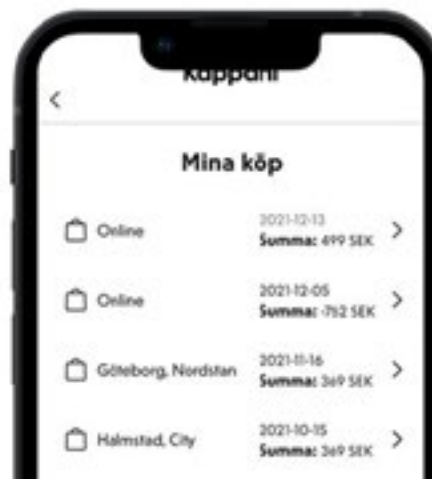 Kappahl
Mina köp
Online
2021-12-13
Summa: 499 SEK
Online
2021-12-05
Summa: -752 SEK
Göteborg, Nordstan
2021-11-16
Summa: 369 SEK
Halmstad, City
2021-10-15
Summa: 369 SEK